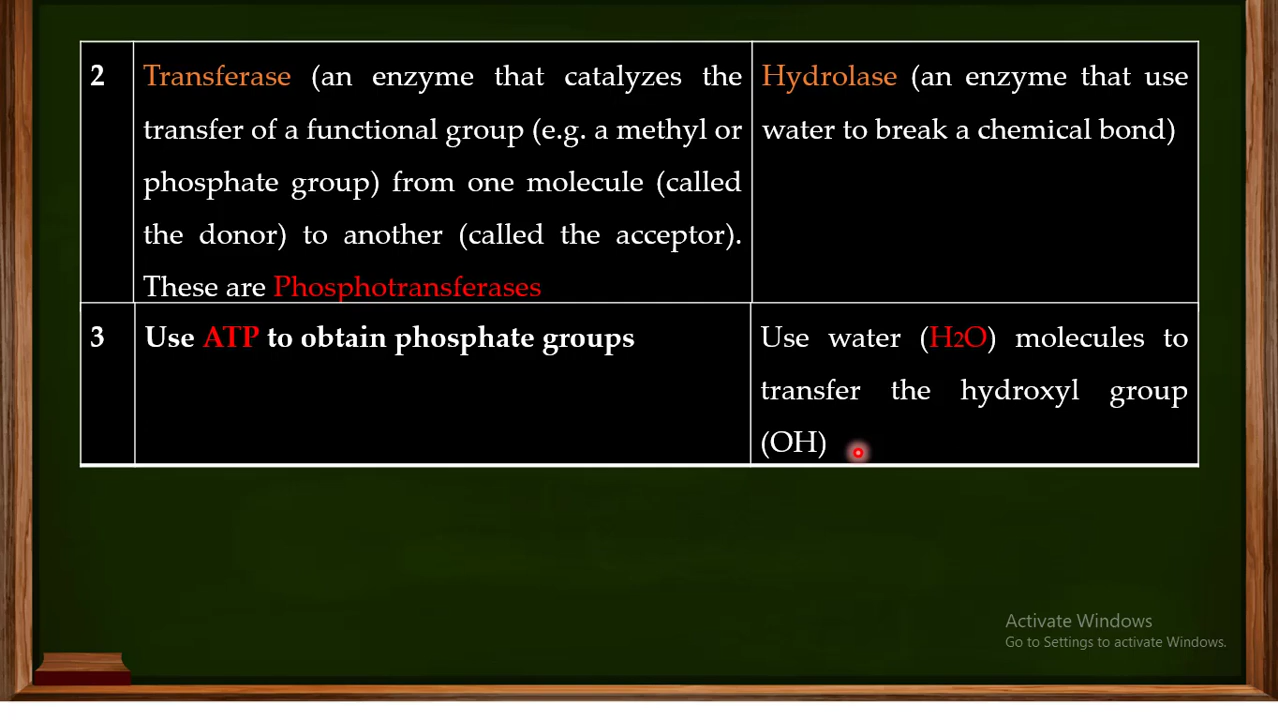 2
Transferase (an enzyme that catalyzes the
transfer of a functional group (e.g. a methyl or
phosphate group) from one molecule (called
the donor) to another (called the acceptor).
These are Phosphotransferases
Hydrolase (an enzyme that use
water to break a chemical bond)
3
Use ATP to obtain phosphate groups
Use water (H2O) molecules to
transfer the hydroxyl group
(OH)
Activate Windows
Go to Settings to activate Windows.